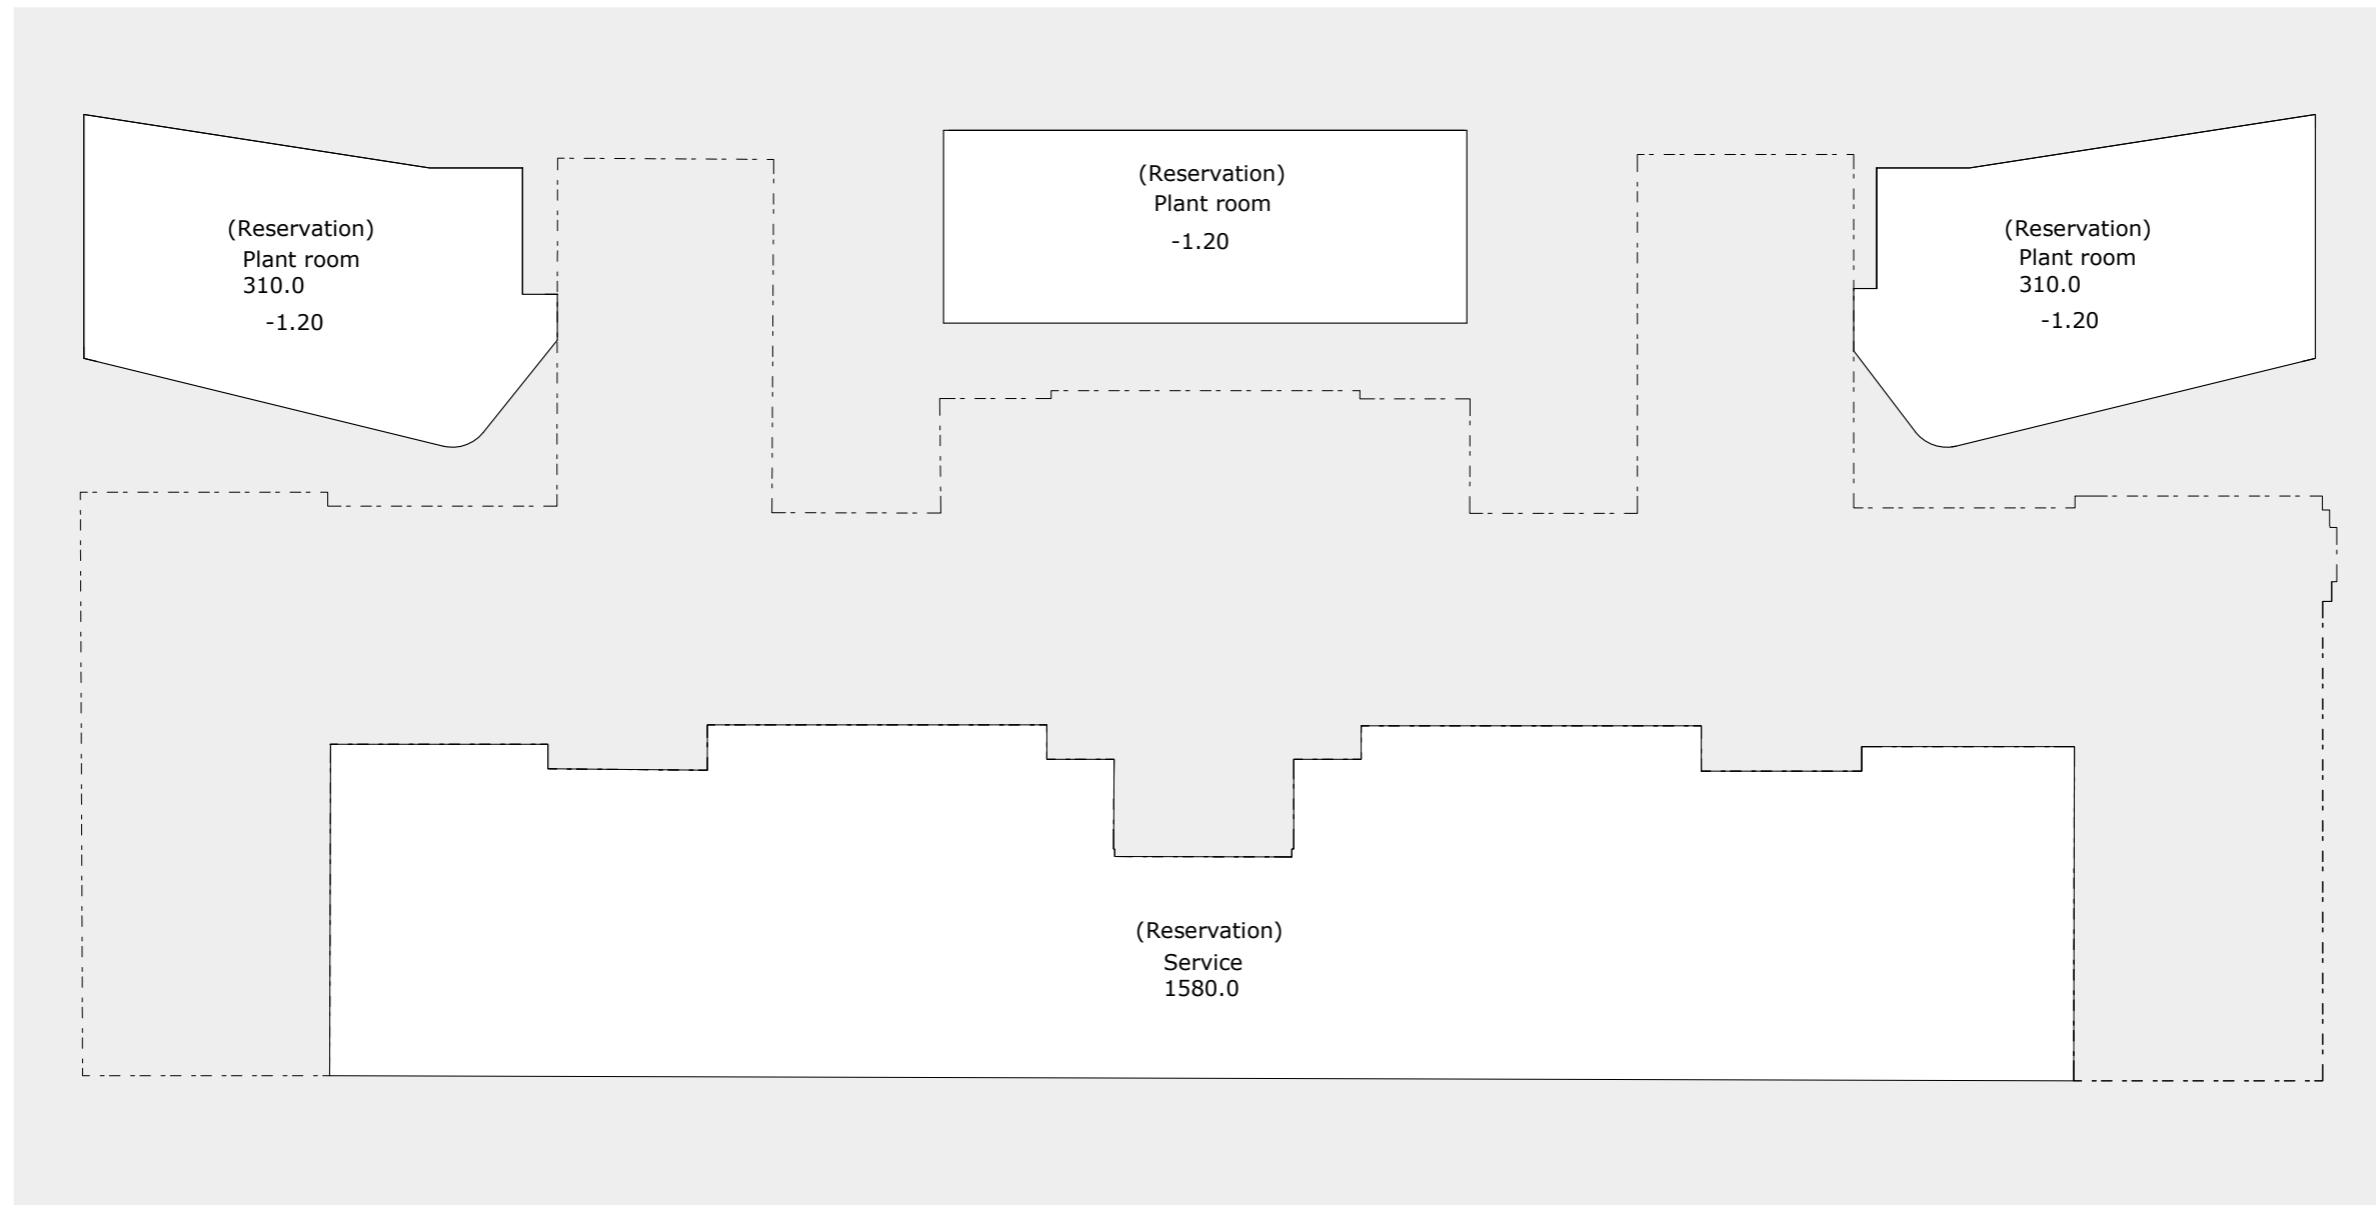 (Reservation)
Plant room
310.0
-1.20
(Reservation)
Plant room
-1.20
(Reservation)
Plant room
310.0
-1.20
(Reservation)
Service
1580.0